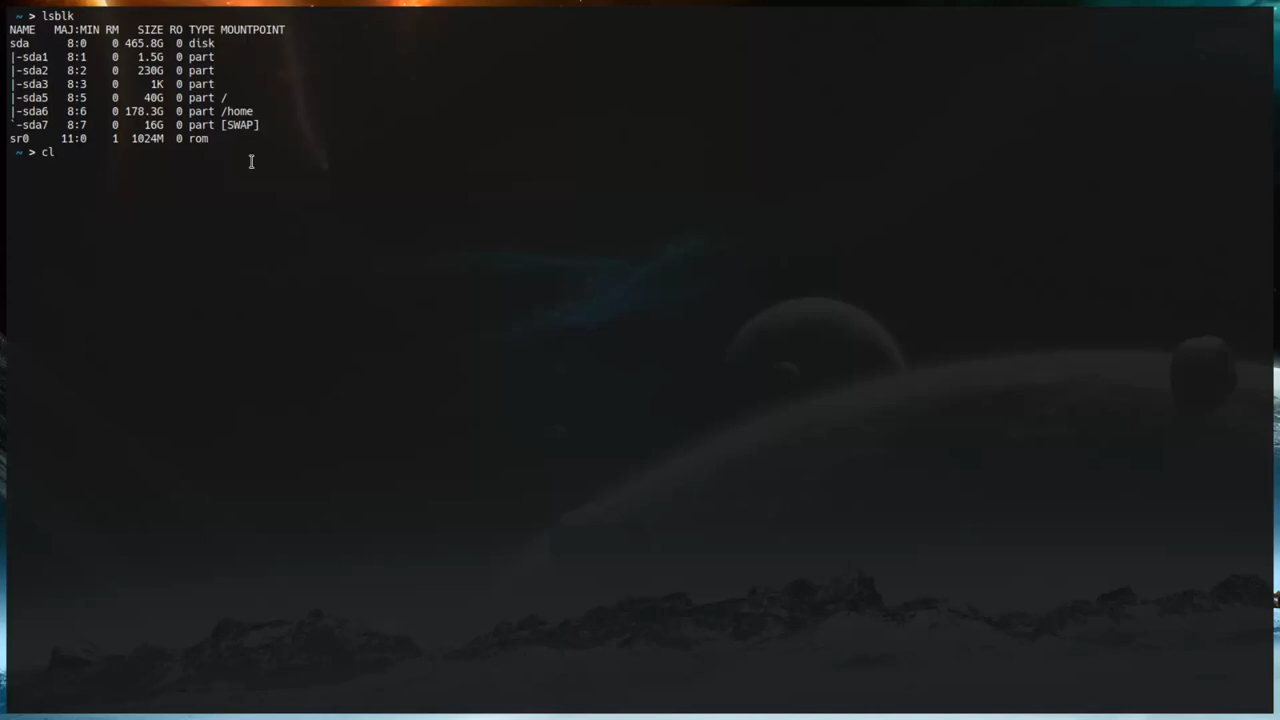 ~ > lsblk
NAME   MAJ:MIN RM   SIZE RO TYPE MOUNTPOINT
sda      8:0    0 465.8G  0 disk
|-sda1   8:1    0   1.5G  0 part
|-sda2   8:2    0   230G  0 part
|-sda3   8:3    0     1K  0 part
|-sda5   8:5    0    40G  0 part /
|-sda6   8:6    0 178.3G  0 part /home
`-sda7   8:7    0    16G  0 part [SWAP]
sr0     11:0    1  1024M  0 rom
~ > cl